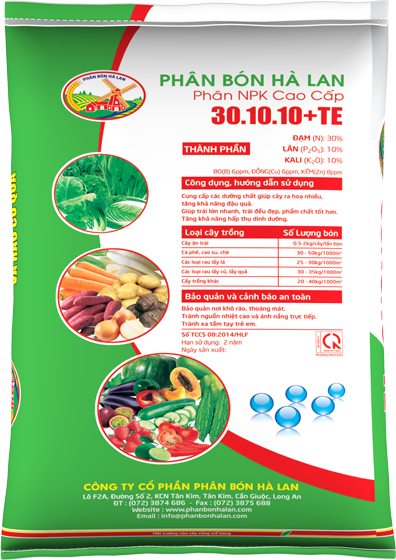 PHÂN BÓN HÀ LAN
PHÂN BÓN HÀ LAN
Phân NPK Cao Cấp
30.10.10+TE
THÀNH PHẦN
ĐẠM (N): 30%
LÂN (P₂O₅): 10%
KALI (K₂O): 10%
BO(B) 6ppm, ĐỒNG(Cu) 6ppm, KẼM(Zn) 8ppm
Công dụng, hướng dẫn sử dụng
Cung cấp các dưỡng chất giúp cây ra hoa nhiều,
tăng khả năng đậu quả.
Giúp trái lớn nhanh, trái đều đẹp, phẩm chất tốt hơn.
Tăng khả năng hấp thụ dinh dưỡng.
Loại cây trồng Số Lượng bón
Cây ăn trái 0.5-2kg/cây/lần bón
Cà phê, cao su, chè 30 - 50kg/1000m²
Các loại rau lấy lá 25 - 30kg/1000m²
Các loại rau lấy củ, lấy quả 30 - 35kg/1000m²
Cây trồng khác 20 - 40kg/1000m²
Bảo quản và cảnh báo an toàn
Bảo quản nơi khô ráo, thoáng mát.
Tránh nguồn nhiệt cao và ánh nắng trực tiếp.
Tránh xa tầm tay trẻ em.
Số TCCS 08:2014/HLF
Hạn sử dụng: 2 năm
Ngày sản xuất:
CÔNG TY CỔ PHẦN PHÂN BÓN HÀ LAN
Lô F2A, Đường Số 2, KCN Tân Kim, Tân Kim, Cần Giuộc, Long An
ĐT : (072) 3874 686 - Fax : (072) 3875 688
Website : www.phanbonhalan.com
Email : info@phanbonhalan.com